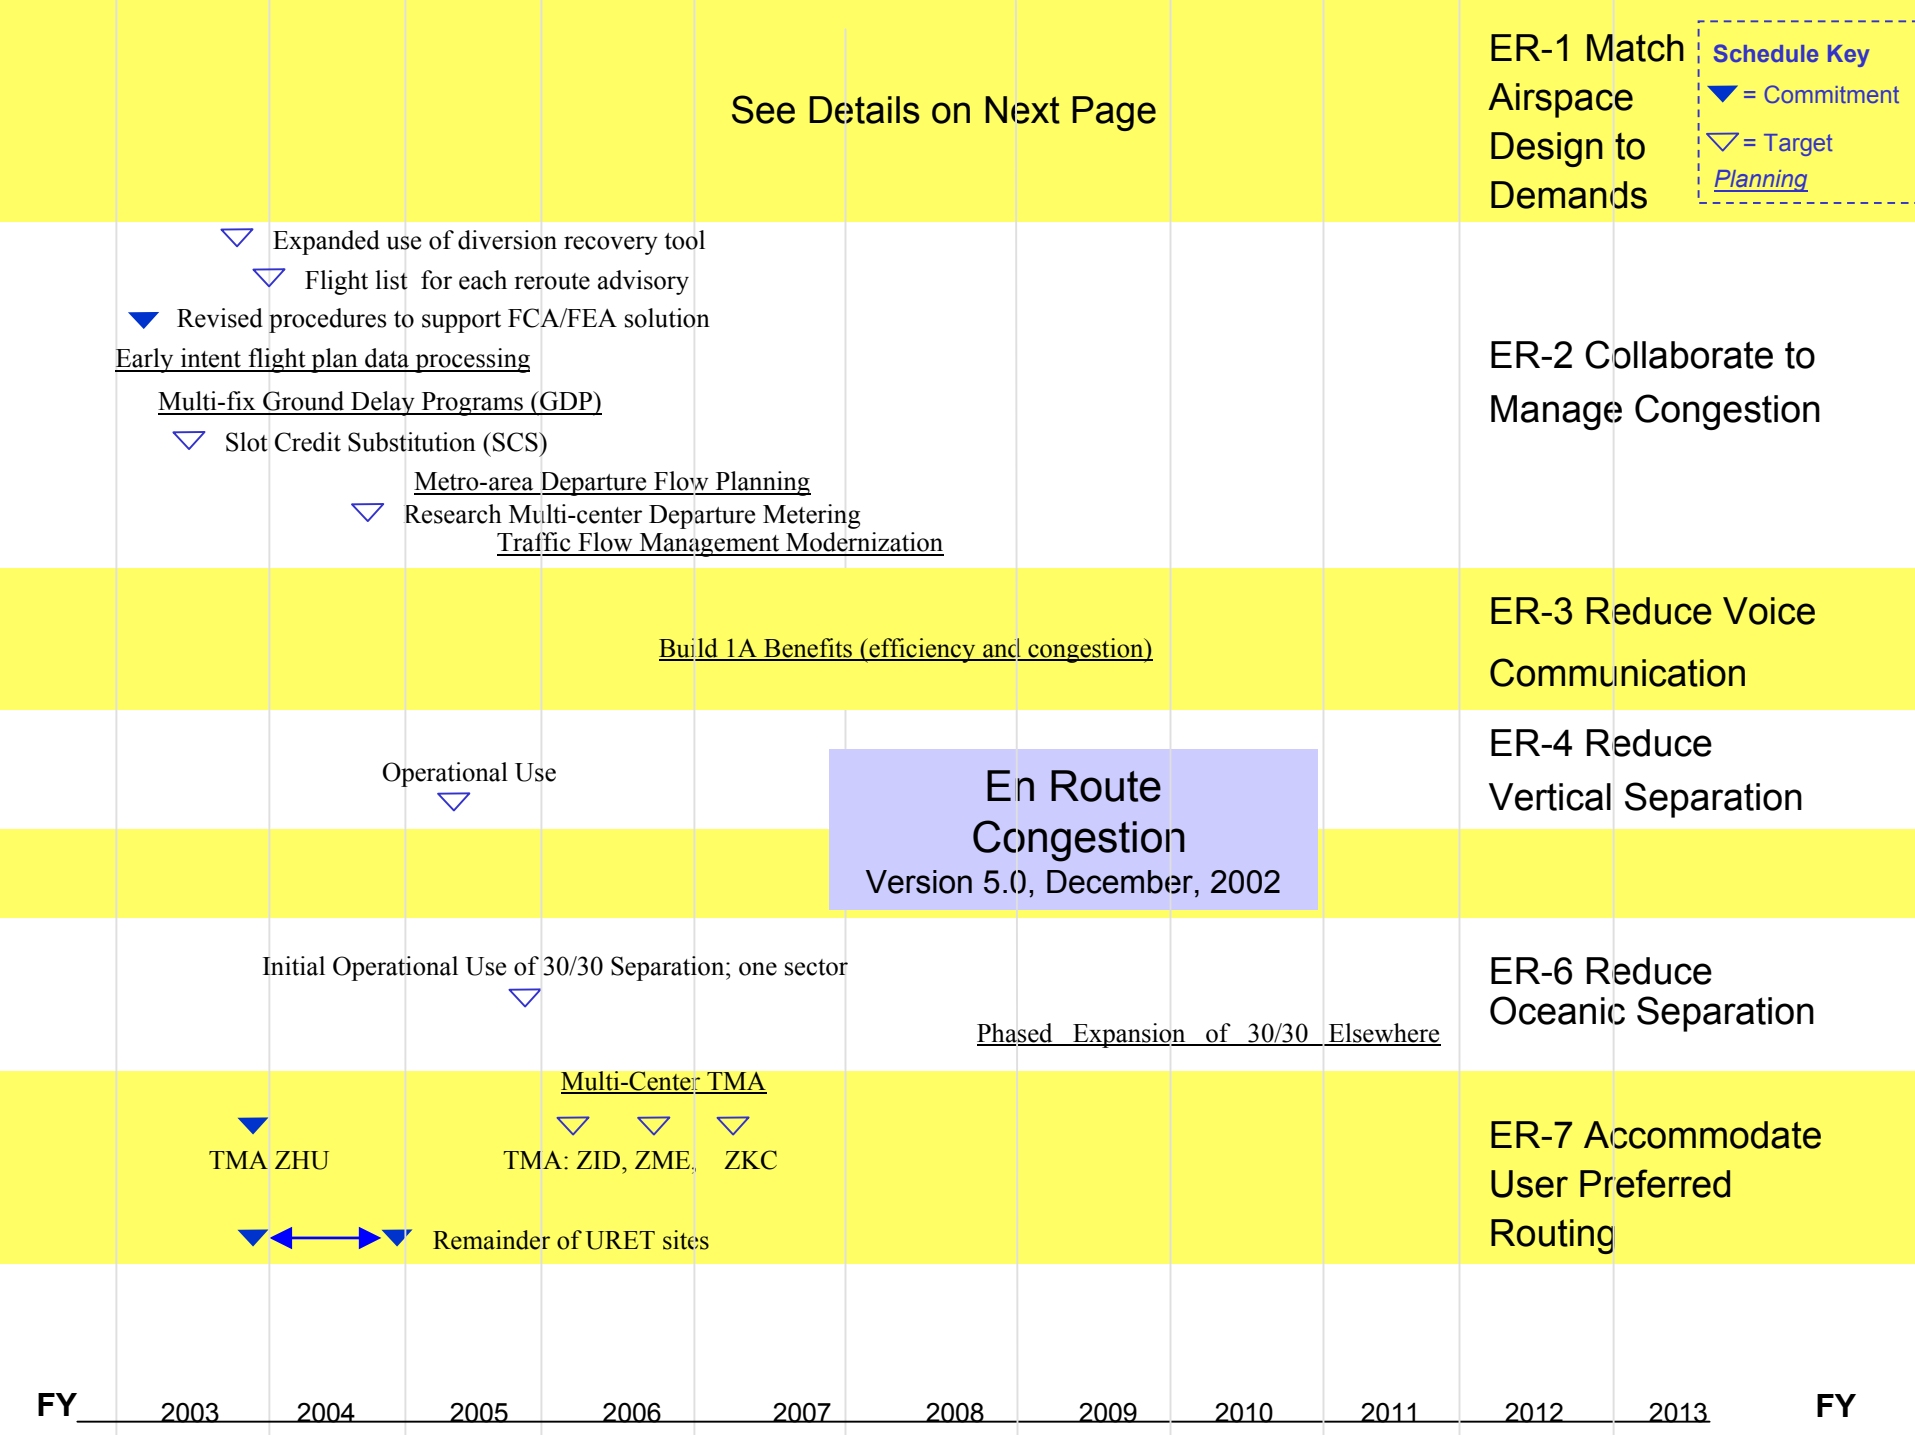 ER-1 Match
Airspace
Design to
Demands
Schedule Key
= Commitment
= Target
Planning
See Details on Next Page
Expanded use of diversion recovery tool
Flight list for each reroute advisory
Revised procedures to support FCA/FEA solution
Early intent flight plan data processing
Multi-fix Ground Delay Programs (GDP)
Slot Credit Substitution (SCS)
Metro-area Departure Flow Planning
Research Multi-center Departure Metering
Traffic Flow Management Modernization
ER-2 Collaborate to
Manage Congestion
Build 1A Benefits (efficiency and congestion)
ER-3 Reduce Voice
Communication
Operational Use
ER-4 Reduce
Vertical Separation
En Route
Congestion
Version 5.0, December, 2002
Initial Operational Use of 30/30 Separation; one sector
Phased Expansion of 30/30 Elsewhere
ER-6 Reduce
Oceanic Separation
Multi-Center TMA
TMA ZHU
TMA: ZID, ZME, ZKC
Remainder of URET sites
ER-7 Accommodate
User Preferred
Routing
FY 2003 2004 2005 2006 2007 2008 2009 2010 2011 2012 2013 FY